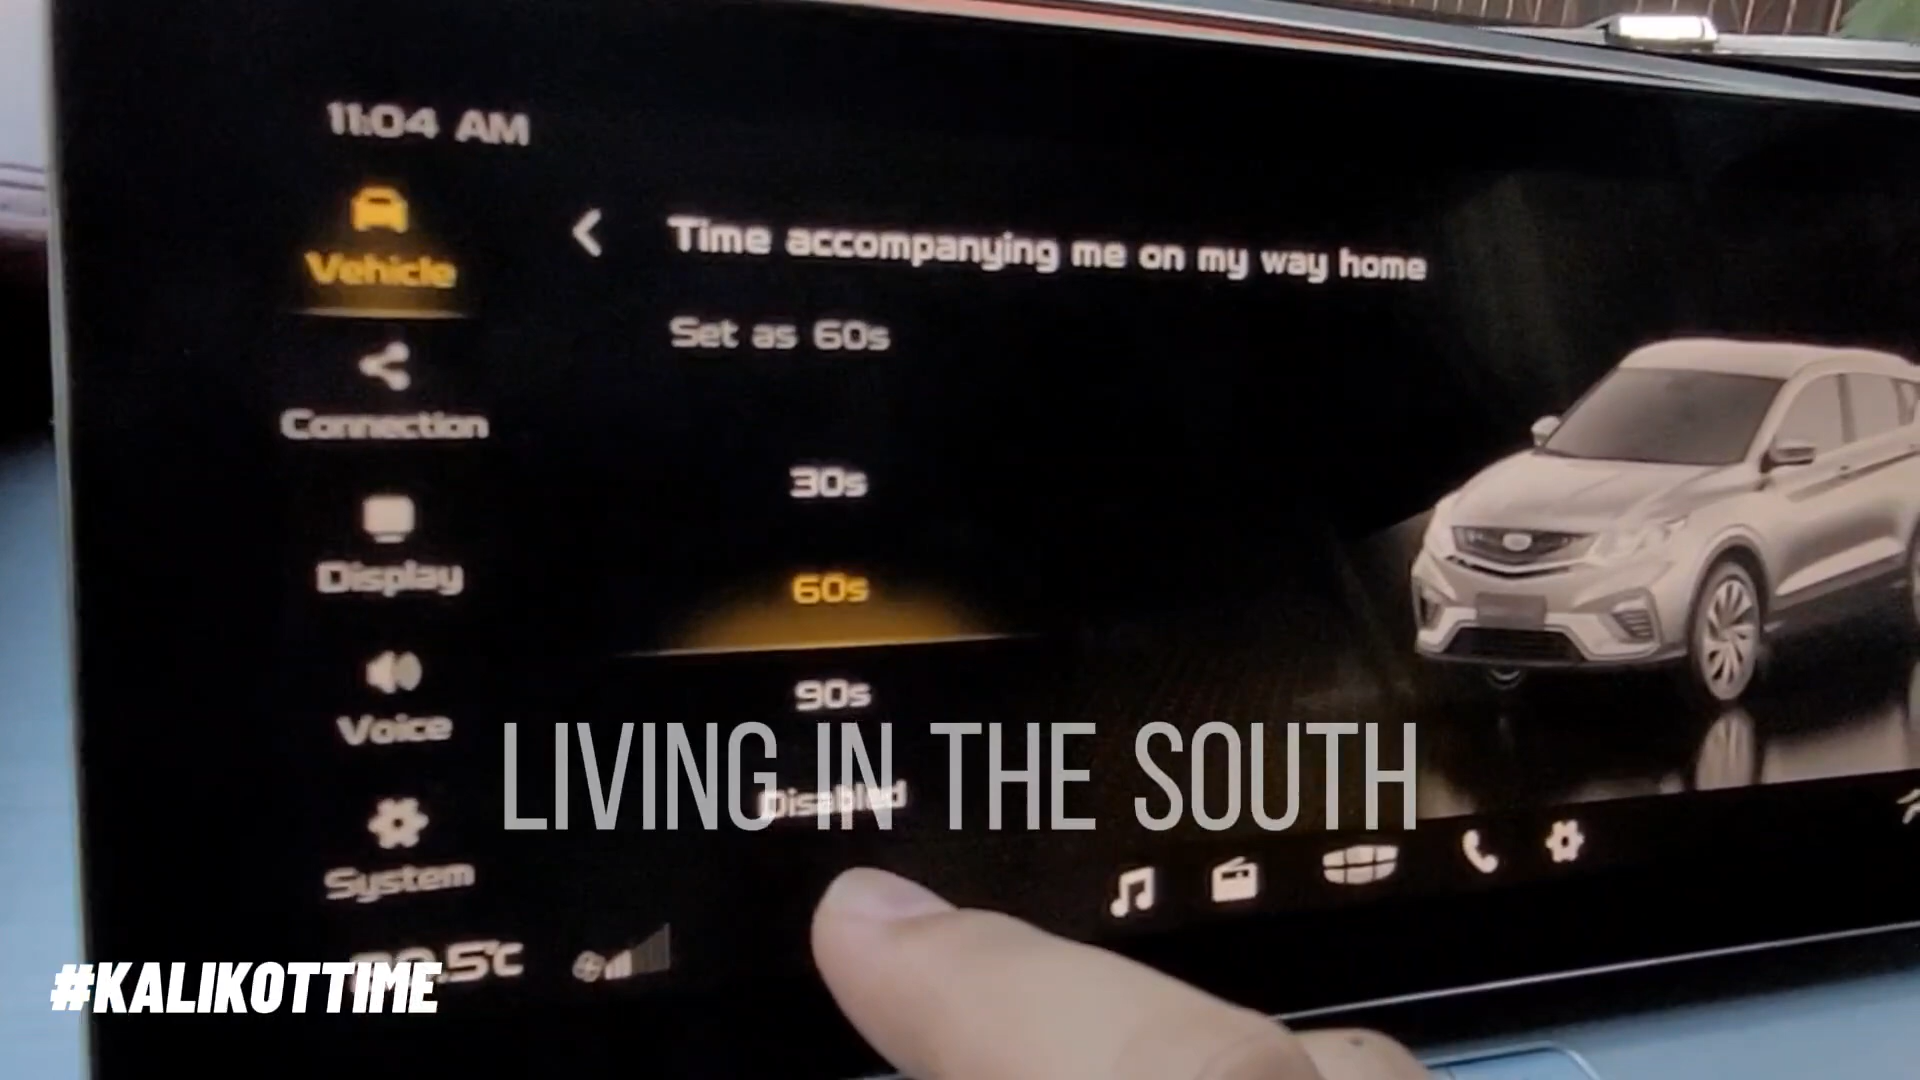 11:04 AM
Vehicle
Time accompanying me on my way home
Set as 60s
Connection
30s
Display
60s
90s
Voice
LIVING IN THE SOUTH
Disabled
System
.5℃
#KALIKOTTIME